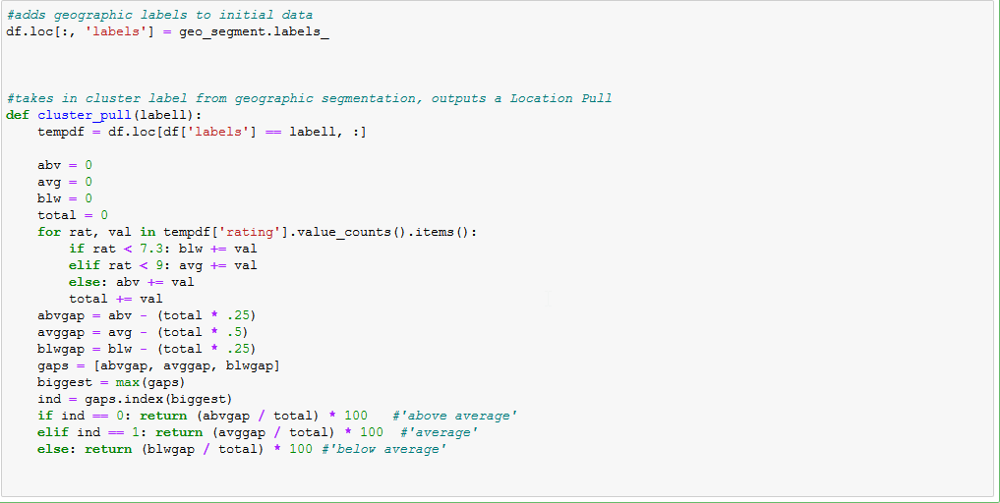 #adds geographic labels to initial data
df.loc[:, 'labels'] = geo_segment.labels_
#takes in cluster label from geographic segmentation, outputs a Location Pull
def cluster_pull(labell):
    tempdf = df.loc[df['labels'] == labell, :]
    abv = 0
    avg = 0
    blw = 0
    total = 0
    for rat, val in tempdf['rating'].value_counts().items():
        if rat < 7.3: blw += val
        elif rat < 9: avg += val
        else: abv += val
        total += val
    abvgap = abv - (total * .25)
    avggap = avg - (total * .5)
    blwgap = blw - (total * .25)
    gaps = [abvgap, avggap, blwgap]
    biggest = max(gaps)
    ind = gaps.index(biggest)
    if ind == 0: return (abvgap / total) * 100   #'above average'
    elif ind == 1: return (avggap / total) * 100  #'average'
    else: return (blwgap / total) * 100 #'below average'